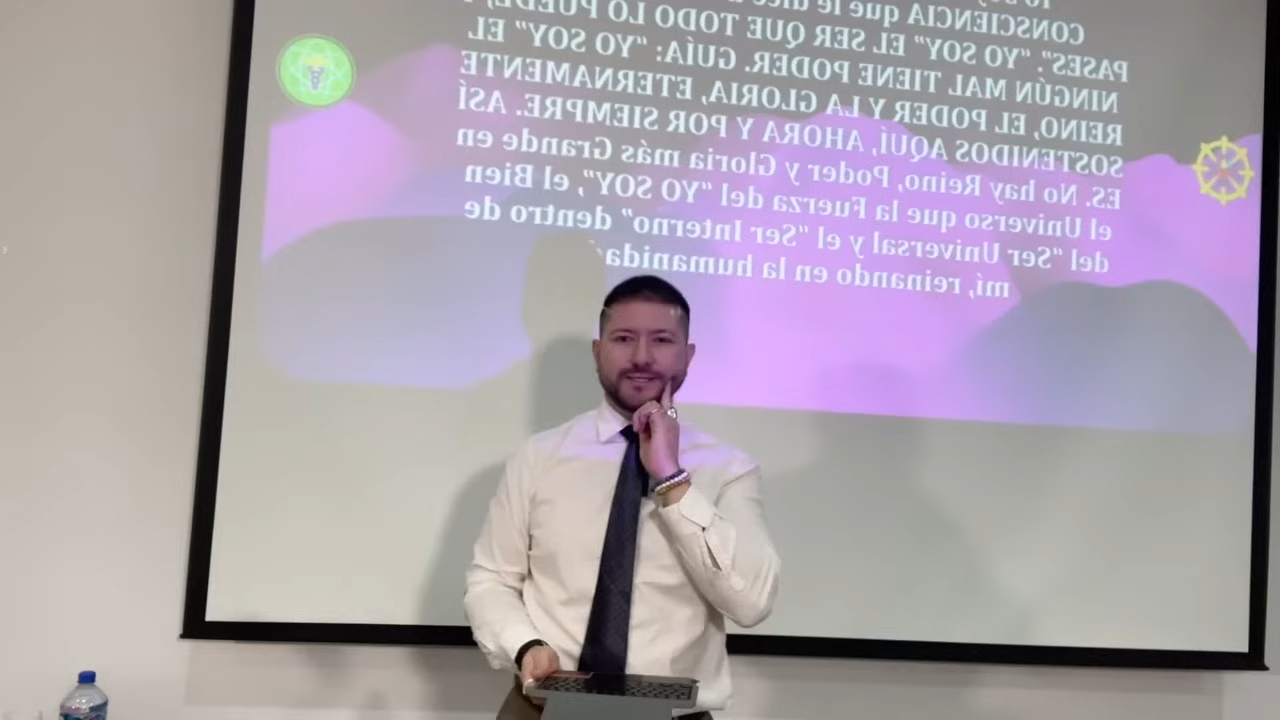 CONSCIENCIA que le dice
PASES", "YO SOY" EL SER QUE TODO LO PUEDE,
NINGÚN MAL TIENE PODER. GUÍA: "YO SOY" EL
REINO, EL PODER Y LA GLORIA, ETERNAMENTE
SOSTENIDOS AQUÍ, AHORA Y POR SIEMPRE. ASÍ
ES. No hay Reino, Poder y Gloria más Grande en
el Universo que la Fuerza del "YO SOY", el Bien
del "Ser Universal y el "Ser Interno" dentro de
mí, reinando en la humanidad